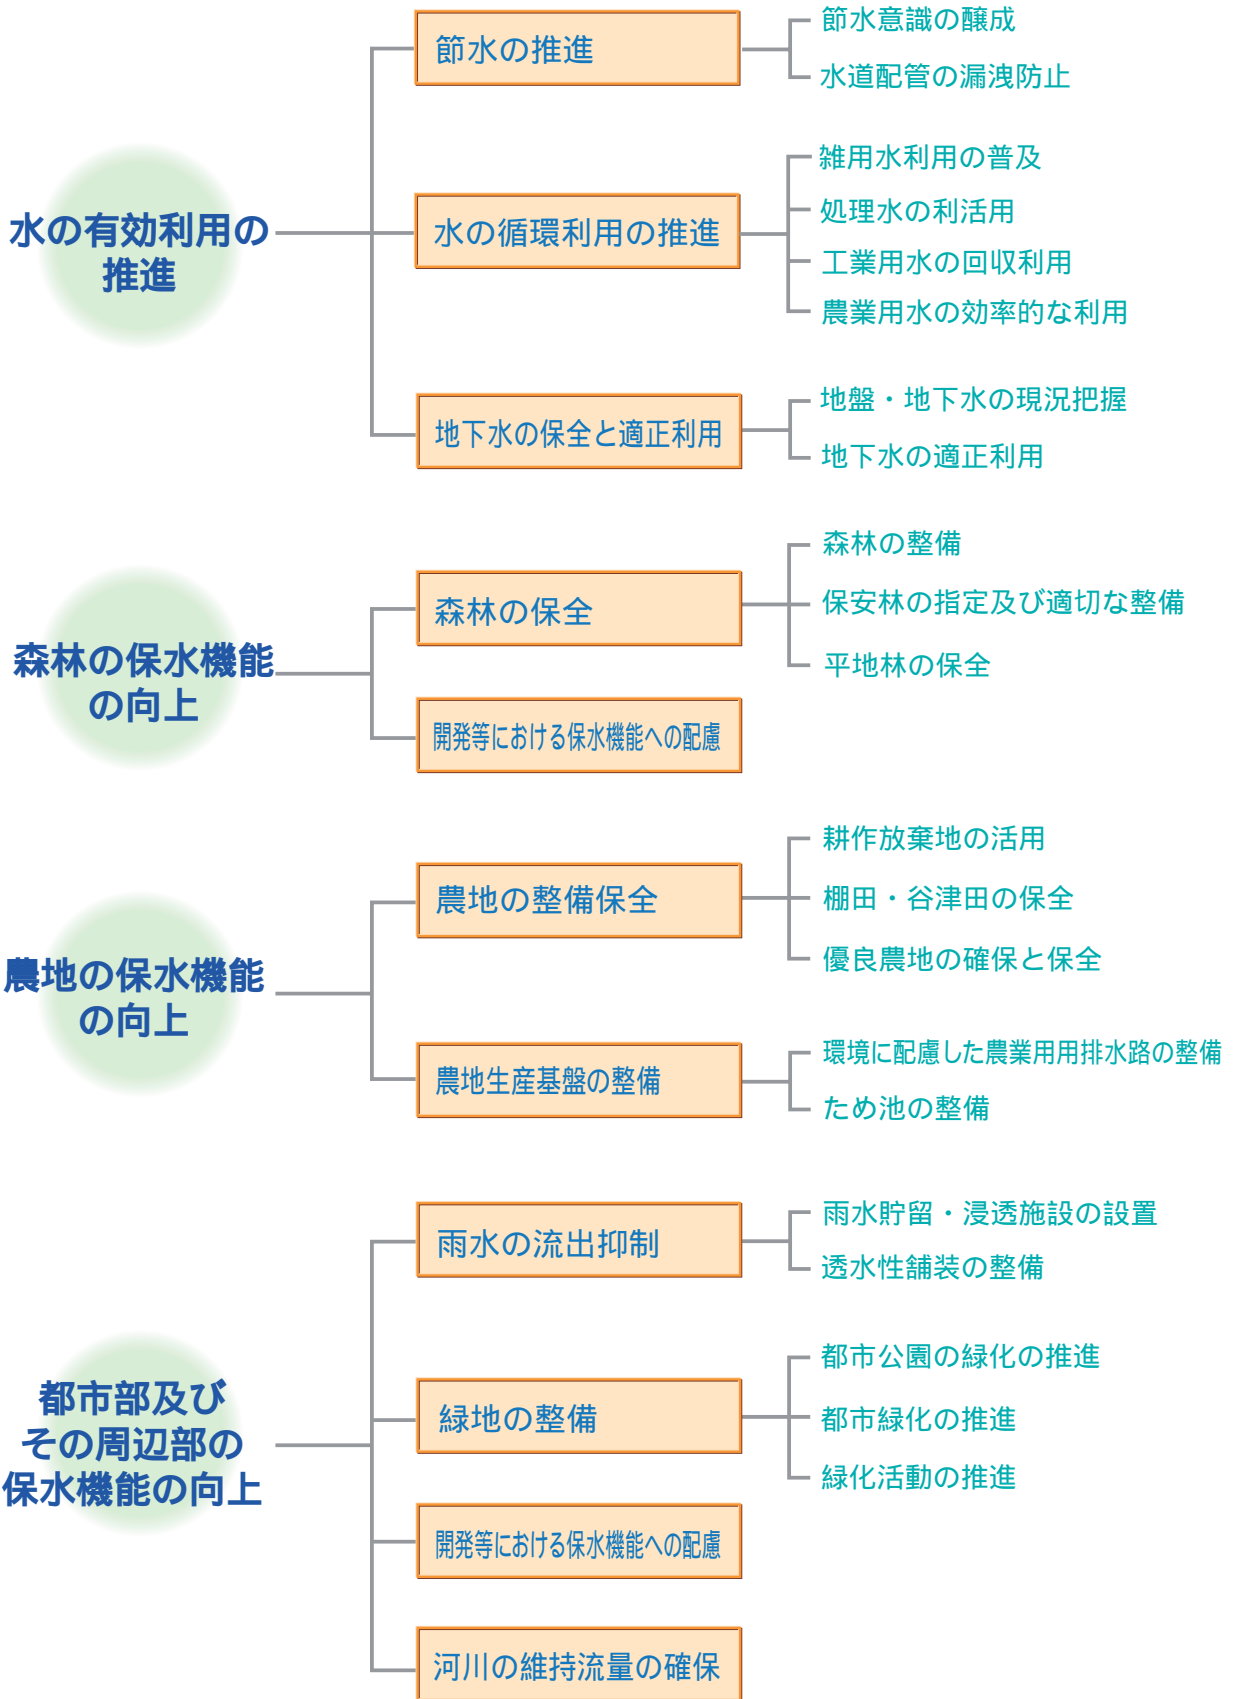 水の有効利用の
推進
節水の推進
節水意識の醸成
水道配管の漏洩防止
水の循環利用の推進
雑用水利用の普及
処理水の利活用
工業用水の回収利用
農業用水の効率的な利用
地下水の保全と適正利用
地盤・地下水の現況把握
地下水の適正利用
森林の保水機能
の向上
森林の保全
森林の整備
保安林の指定及び適切な整備
平地林の保全
開発等における保水機能への配慮
農地の保水機能
の向上
農地の整備保全
耕作放棄地の活用
棚田・谷津田の保全
優良農地の確保と保全
農地生産基盤の整備
環境に配慮した農業用用排水路の整備
ため池の整備
都市部及び
その周辺部の
保水機能の向上
雨水の流出抑制
雨水貯留・浸透施設の設置
透水性舗装の整備
緑地の整備
都市公園の緑化の推進
都市緑化の推進
緑化活動の推進
開発等における保水機能への配慮
河川の維持流量の確保